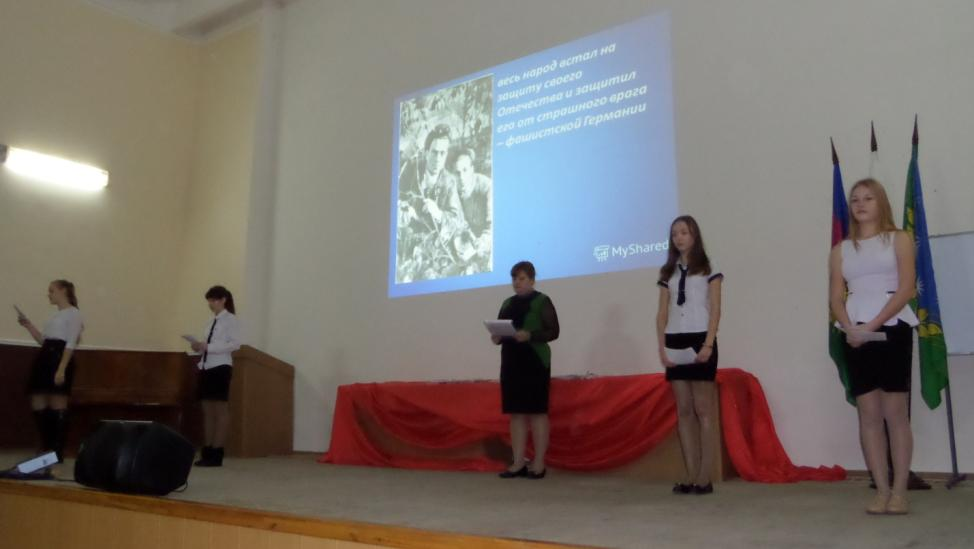 весь народ встал на
защиту своего
Отечества и защитил
его от страшного врага
– фашистской Германии
MyShared